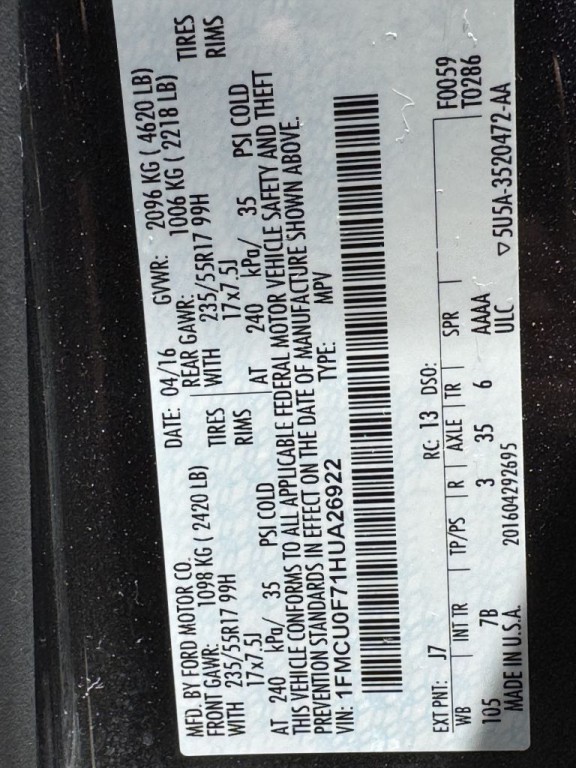 MFD. BY FORD MOTOR CO. DATE: 04/16 GVWR: 2096 KG ( 4620 LB)
FRONT GAWR: 1098 KG ( 2420 LB) REAR GAWR: 1006 KG ( 2218 LB)
WITH 235/55R17 99H TIRES WITH 235/55R17 99H TIRES
17x7.5J RIMS 17x7.5J RIMS
AT 240 kPa/ 35 PSI COLD AT 240 kPa/ 35 PSI COLD
THIS VEHICLE CONFORMS TO ALL APPLICABLE FEDERAL MOTOR VEHICLE SAFETY AND THEFT
PREVENTION STANDARDS IN EFFECT ON THE DATE OF MANUFACTURE SHOWN ABOVE.
VIN: 1FMCU0F71HUA26922 TYPE: MPV
EXT PNT: J7 RC: 13 DSO: F0059
WB INT TR TP/PS R AXLE TR SPR T0286
105 7B 3 35 6 AAAA
MADE IN U.S.A. 201604292695 ULC ▽5U5A-3520472-AA